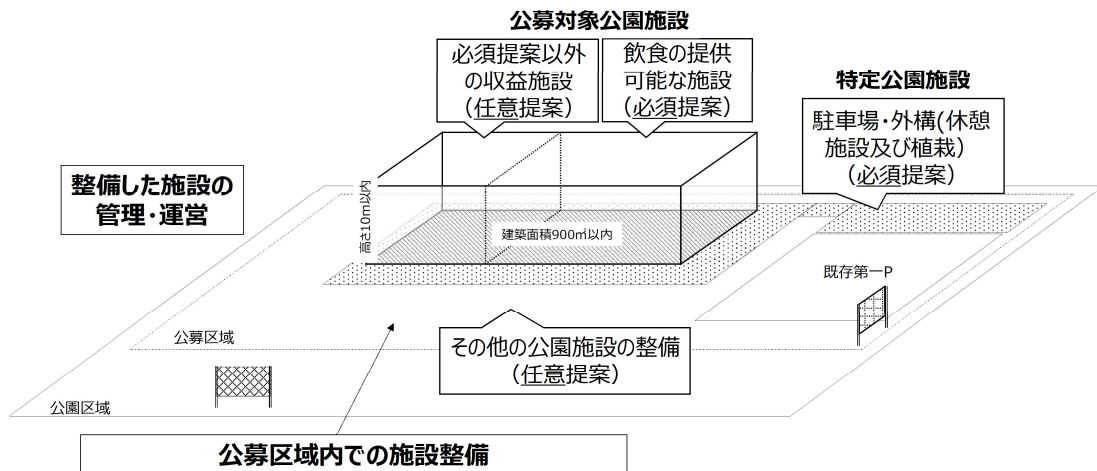 公募対象公園施設
必須提案以外
の収益施設
(任意提案)
飲食の提供
可能な施設
(必須提案)
特定公園施設
駐車場・外構(休憩
施設及び植栽)
(必須提案)
整備した施設の
管理・運営
高さ10m以内
建築面積900㎡以内
既存第一P
公募区域
その他の公園施設の整備
(任意提案)
公園区域
公募区域内での施設整備